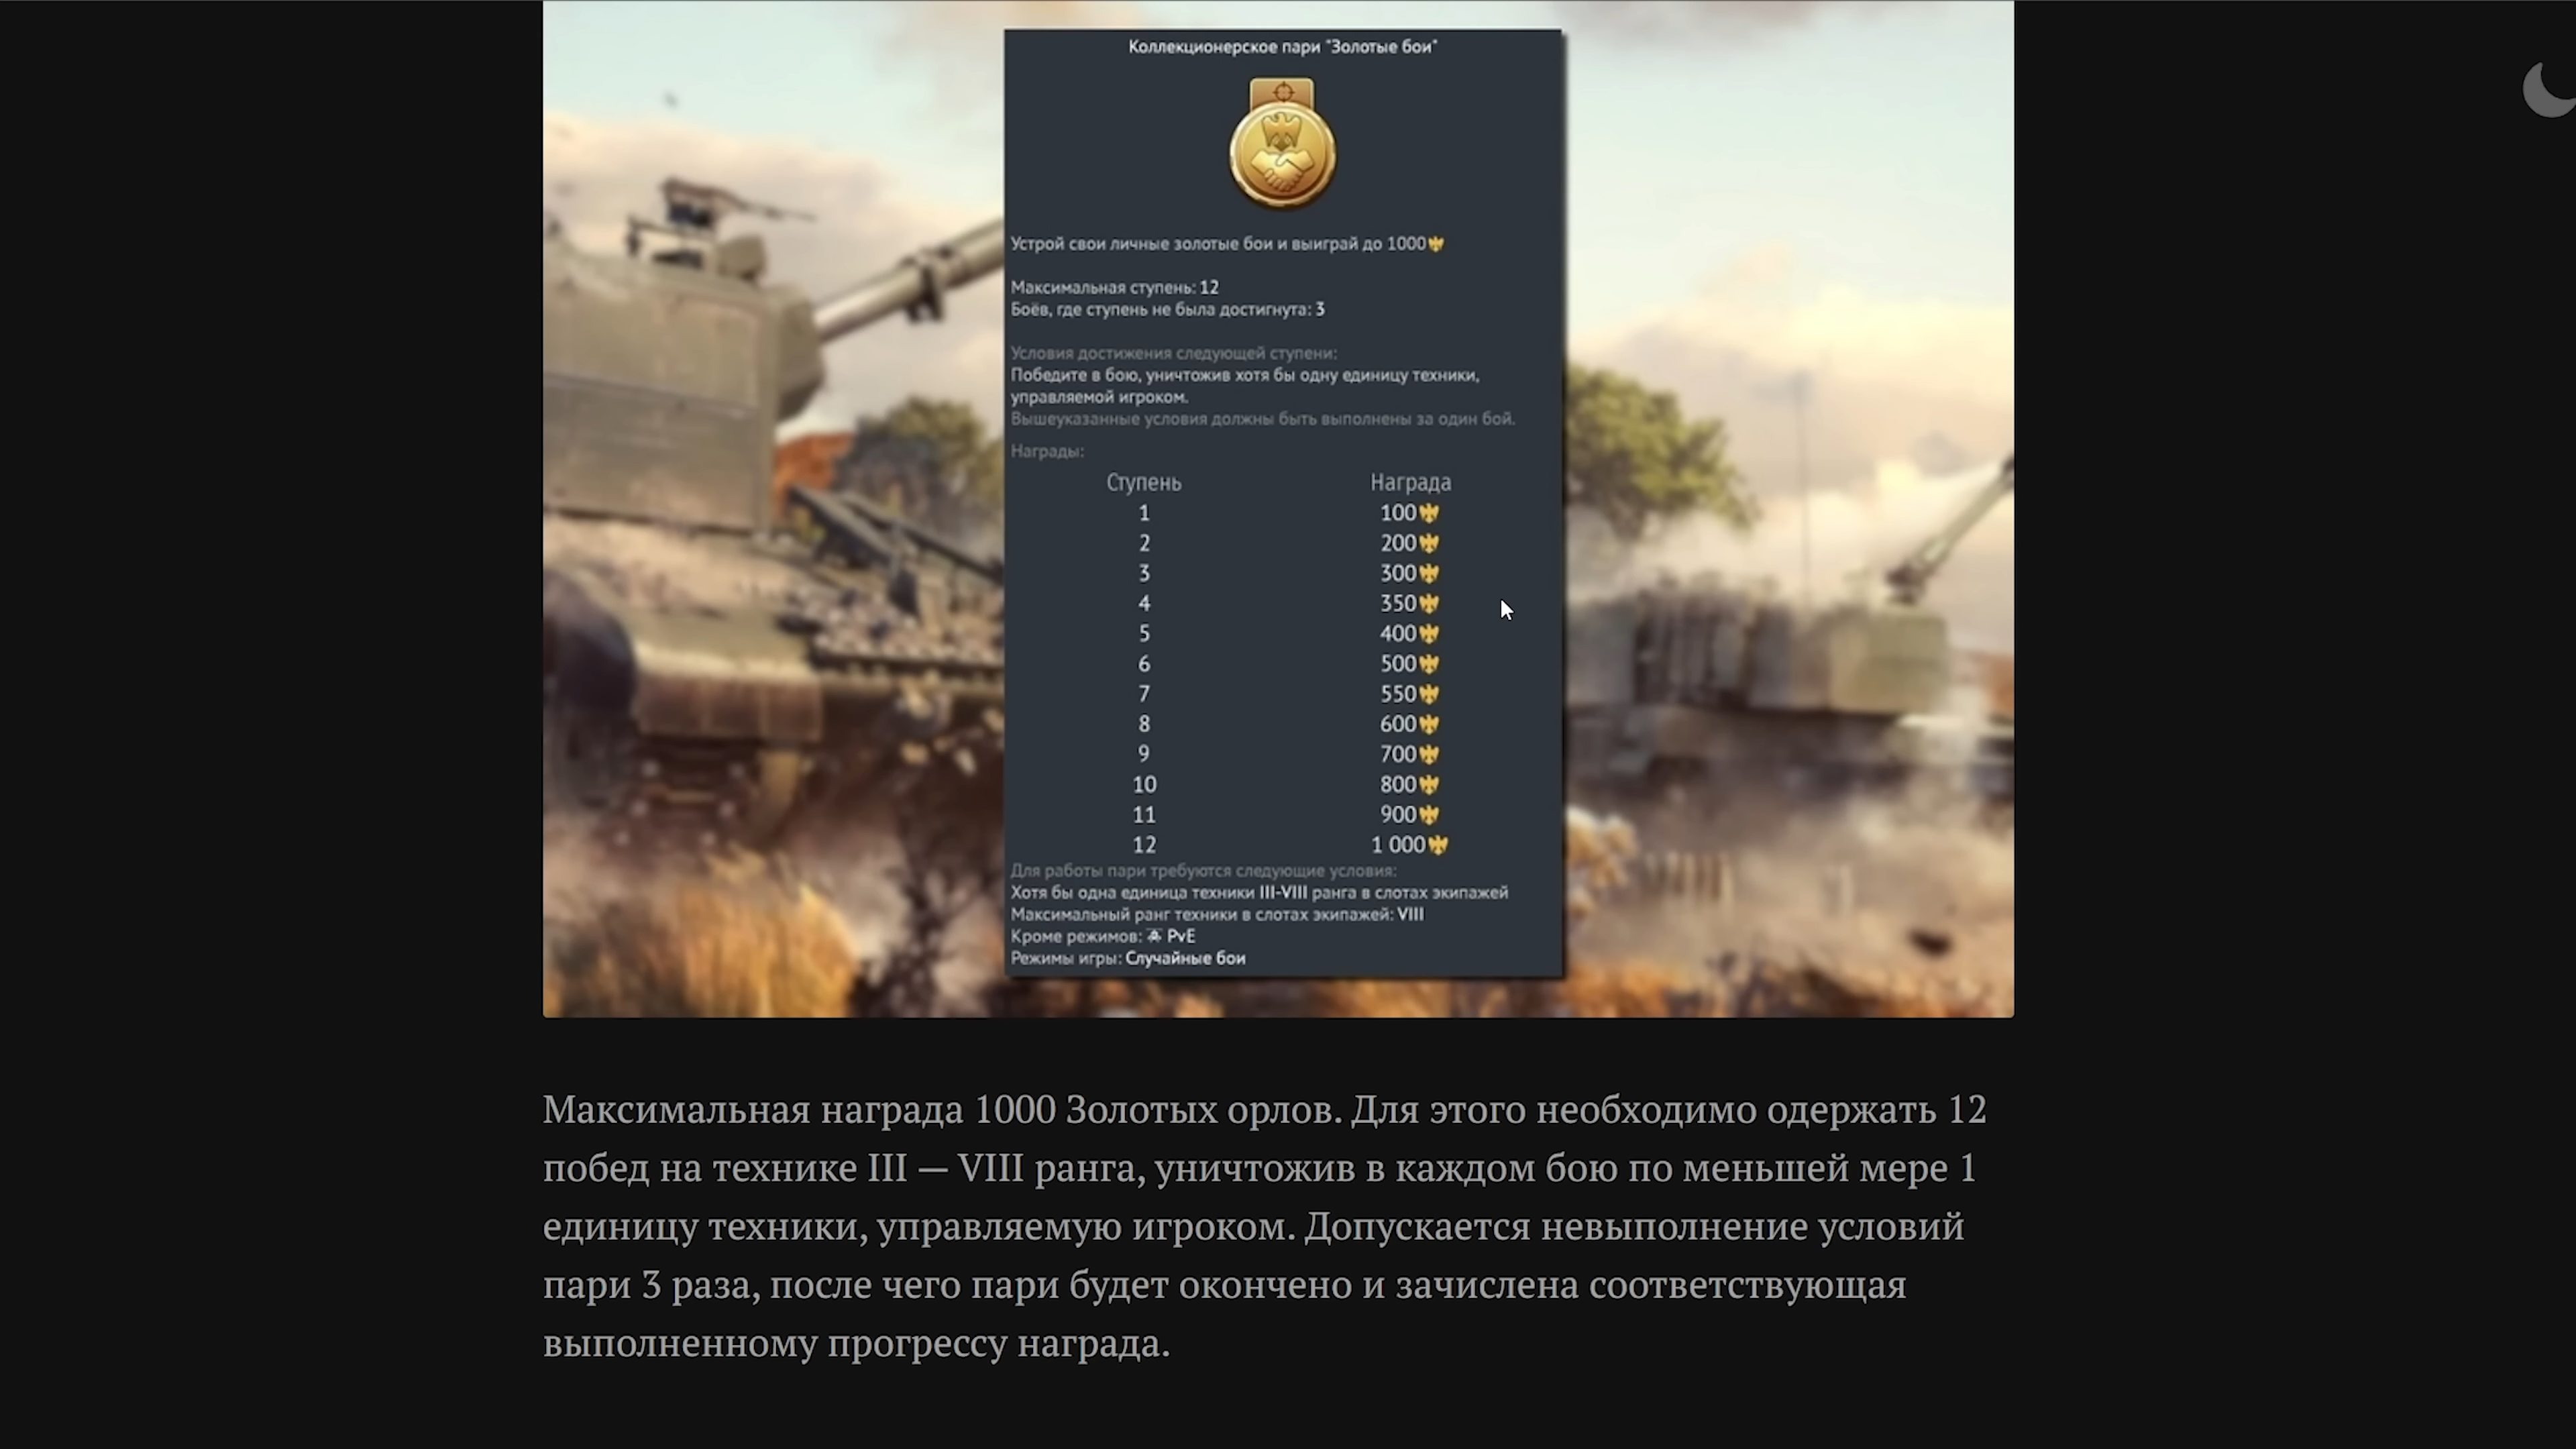 Коллекционерское пари "Золотые бои"
Устрой свои личные золотые бои и выиграй до 1000
Максимальная ступень: 12
Боёв, где ступень не была достигнута: 3
Условия достижения следующей ступени:
Победите в бою, уничтожив хотя бы одну единицу техники,
управляемой игроком.
Вышеуказанные условия должны быть выполнены за один бой.
Награды:
Ступень Награда
1 100
2 200
3 300
4 350
5 400
6 500
7 550
8 600
9 700
10 800
11 900
12 1 000
Для работы пари требуются следующие условия:
Хотя бы одна единица техники III-VIII ранга в слотах экипажей
Максимальный ранг техники в слотах экипажей: VIII
Кроме режимов: PvE
Режимы игры: Случайные бои
Максимальная награда 1000 Золотых орлов. Для этого необходимо одержать 12
побед на технике III — VIII ранга, уничтожив в каждом бою по меньшей мере 1
единицу техники, управляемую игроком. Допускается невыполнение условий
пари 3 раза, после чего пари будет окончено и зачислена соответствующая
выполненному прогрессу награда.